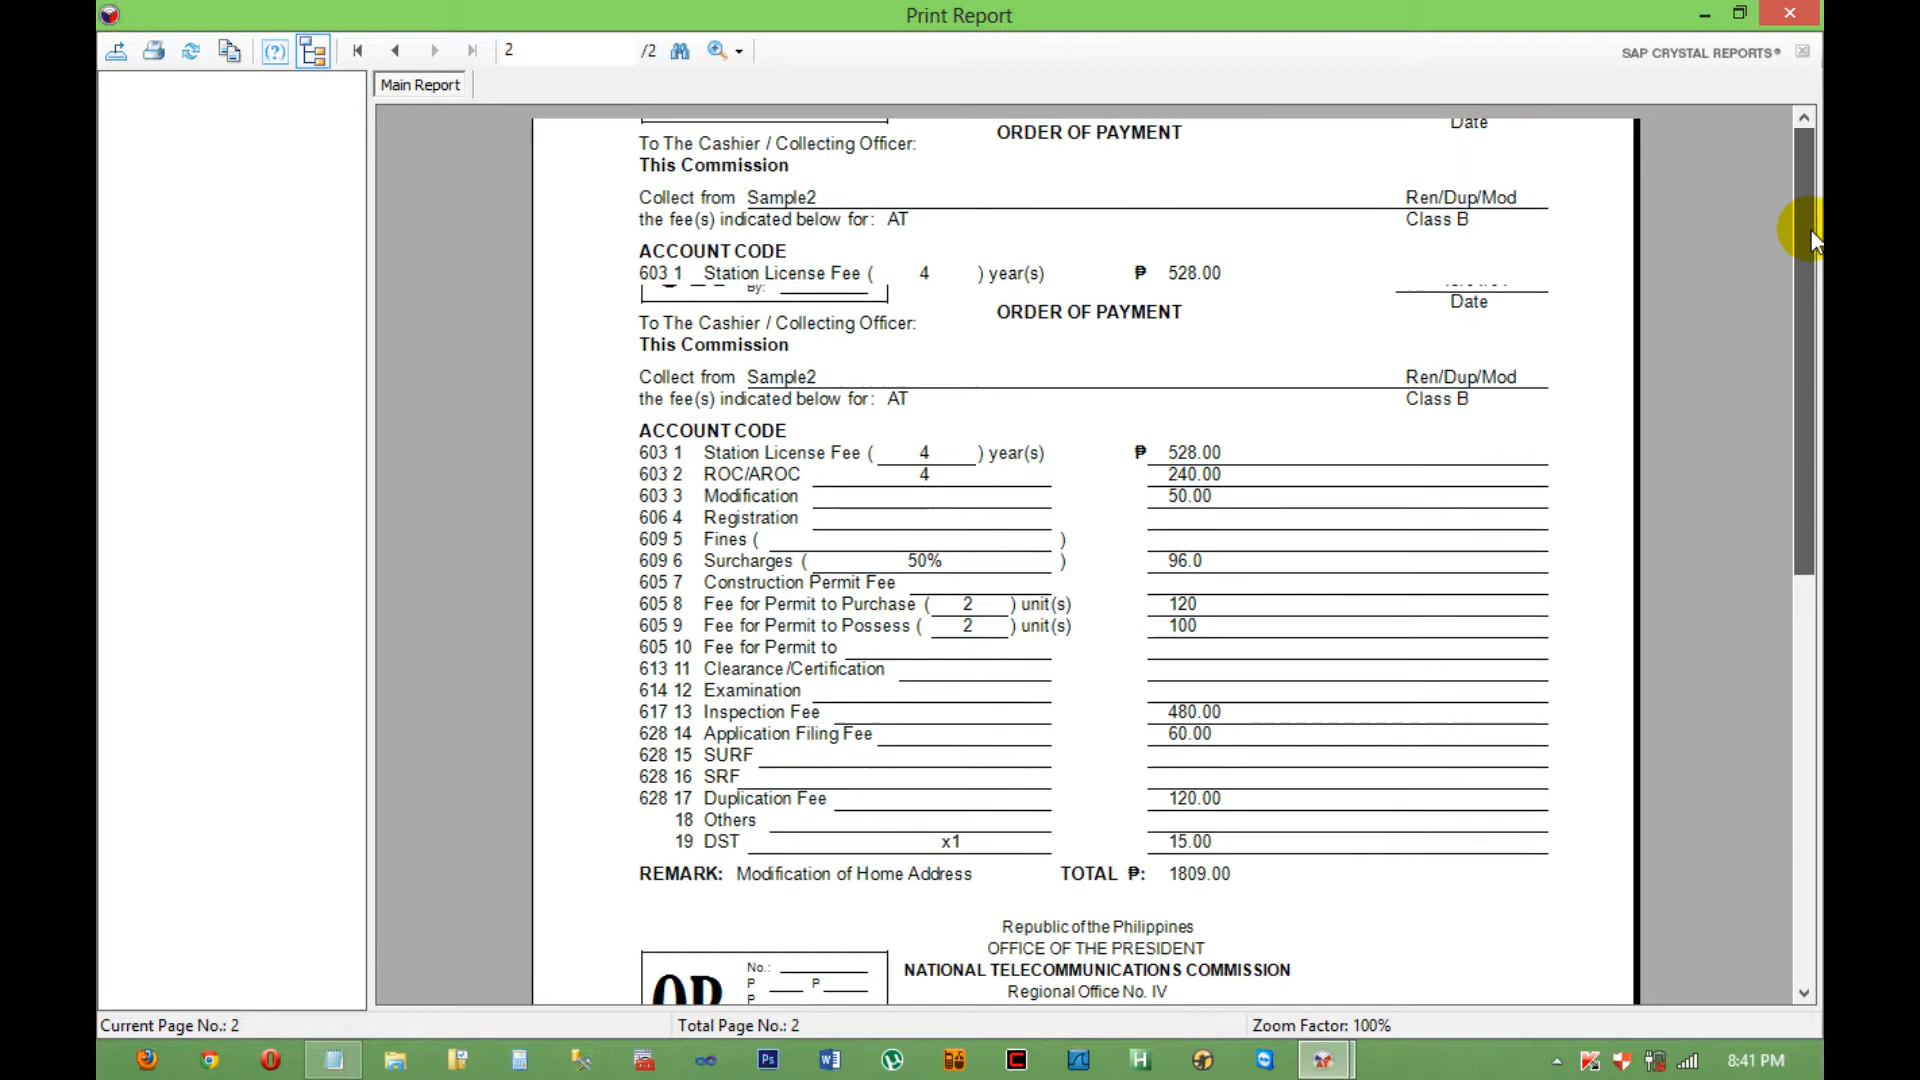 Print Report
2 /2
SAP CRYSTAL REPORTS®
Main Report
Date
ORDER OF PAYMENT
To The Cashier / Collecting Officer:
This Commission
Collect from Sample2 Ren/Dup/Mod
the fee(s) indicated below for: AT Class B
ACCOUNT CODE
603 1 Station License Fee ( 4 ) year(s) ₱ 528.00
By:
Date
ORDER OF PAYMENT
To The Cashier / Collecting Officer:
This Commission
Collect from Sample2 Ren/Dup/Mod
the fee(s) indicated below for: AT Class B
ACCOUNT CODE
603 1 Station License Fee ( 4 ) year(s) ₱ 528.00
603 2 ROC/AROC 4 240.00
603 3 Modification 50.00
606 4 Registration
609 5 Fines ( )
609 6 Surcharges ( 50% ) 96.0
605 7 Construction Permit Fee
605 8 Fee for Permit to Purchase ( 2 ) unit(s) 120
605 9 Fee for Permit to Possess ( 2 ) unit(s) 100
605 10 Fee for Permit to
613 11 Clearance/Certification
614 12 Examination
617 13 Inspection Fee 480.00
628 14 Application Filing Fee 60.00
628 15 SURF
628 16 SRF
628 17 Duplication Fee 120.00
18 Others
19 DST x1 15.00
REMARK: Modification of Home Address TOTAL ₱: 1809.00
Republic of the Philippines
OFFICE OF THE PRESIDENT
NATIONAL TELECOMMUNICATIONS COMMISSION
Regional Office No. IV
OP
No.:
P P
P
Current Page No.: 2 Total Page No.: 2 Zoom Factor: 100%
8:41 PM